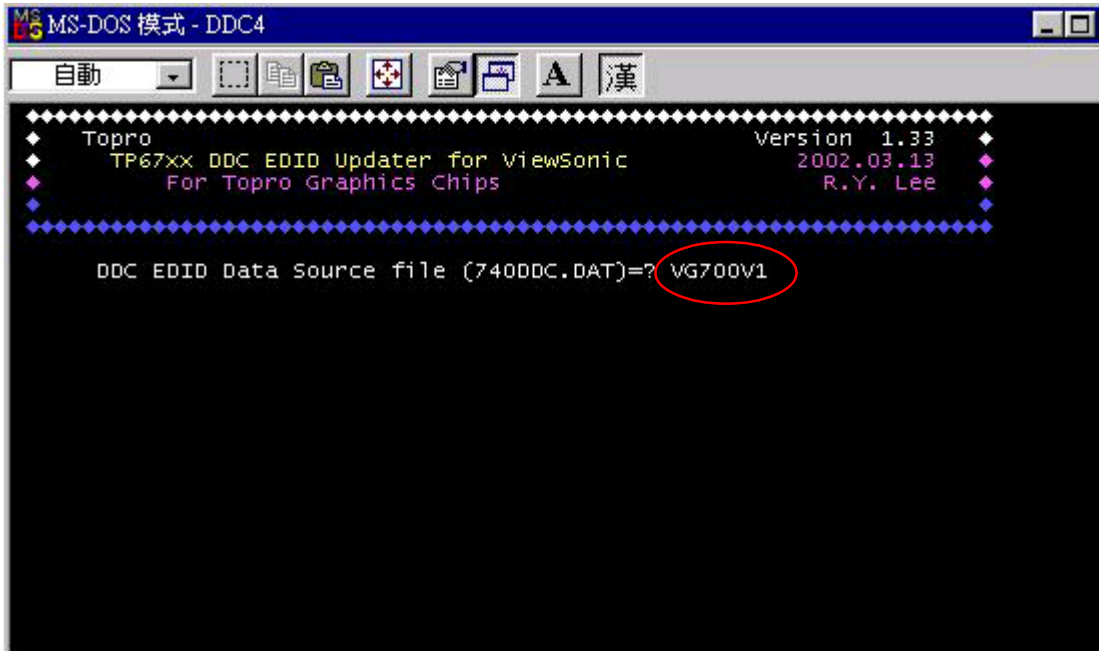 MS-DOS 模式 - DDC4
自動 A 漢
Topro Version 1.33
TP67xx DDC EDID Updater for ViewSonic 2002.03.13
For Topro Graphics Chips R.Y. Lee
DDC EDID Data Source file (740DDC.DAT)=? VG700V1